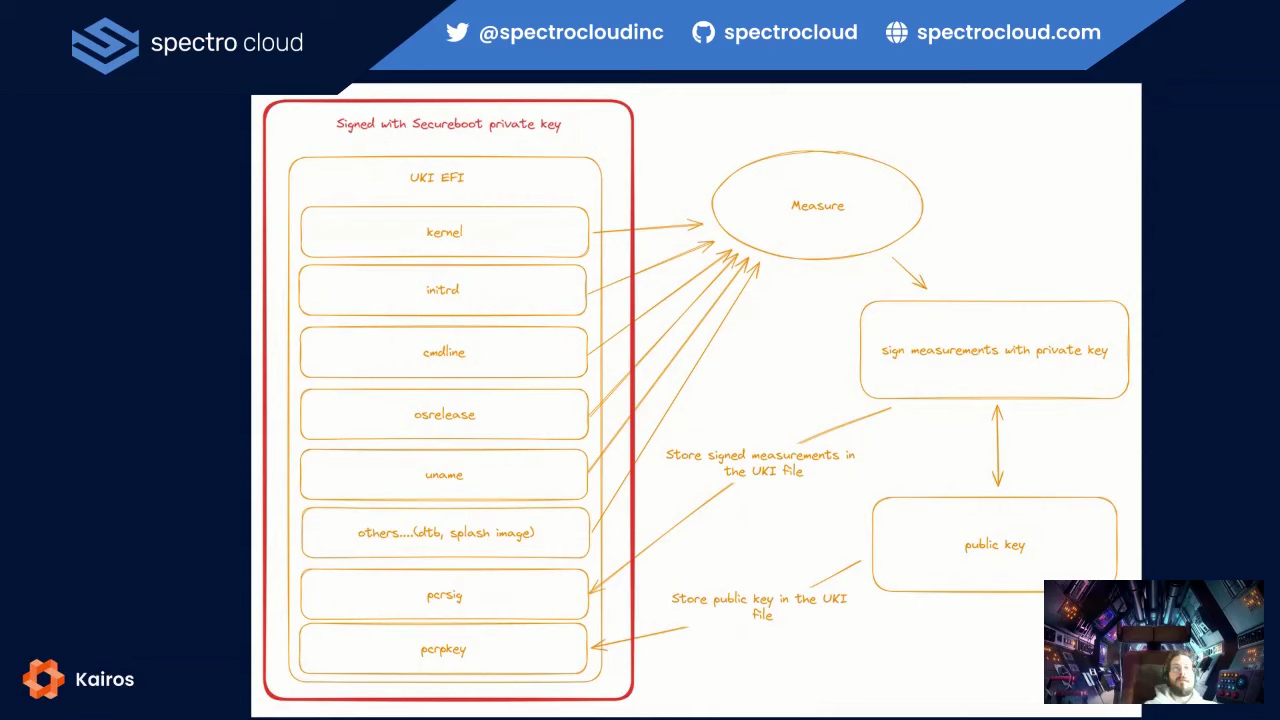 spectro cloud
@spectrocloudinc
spectrocloud
spectrocloud.com
Signed with Secureboot private key
UKI EFI
kernel
initrd
cmdline
osrelease
uname
others....(dtb, splash image)
pcrsig
pcrpkey
Measure
sign measurements with private key
Store signed measurements in
the UKI file
public key
Store public key in the UKI
file
Kairos